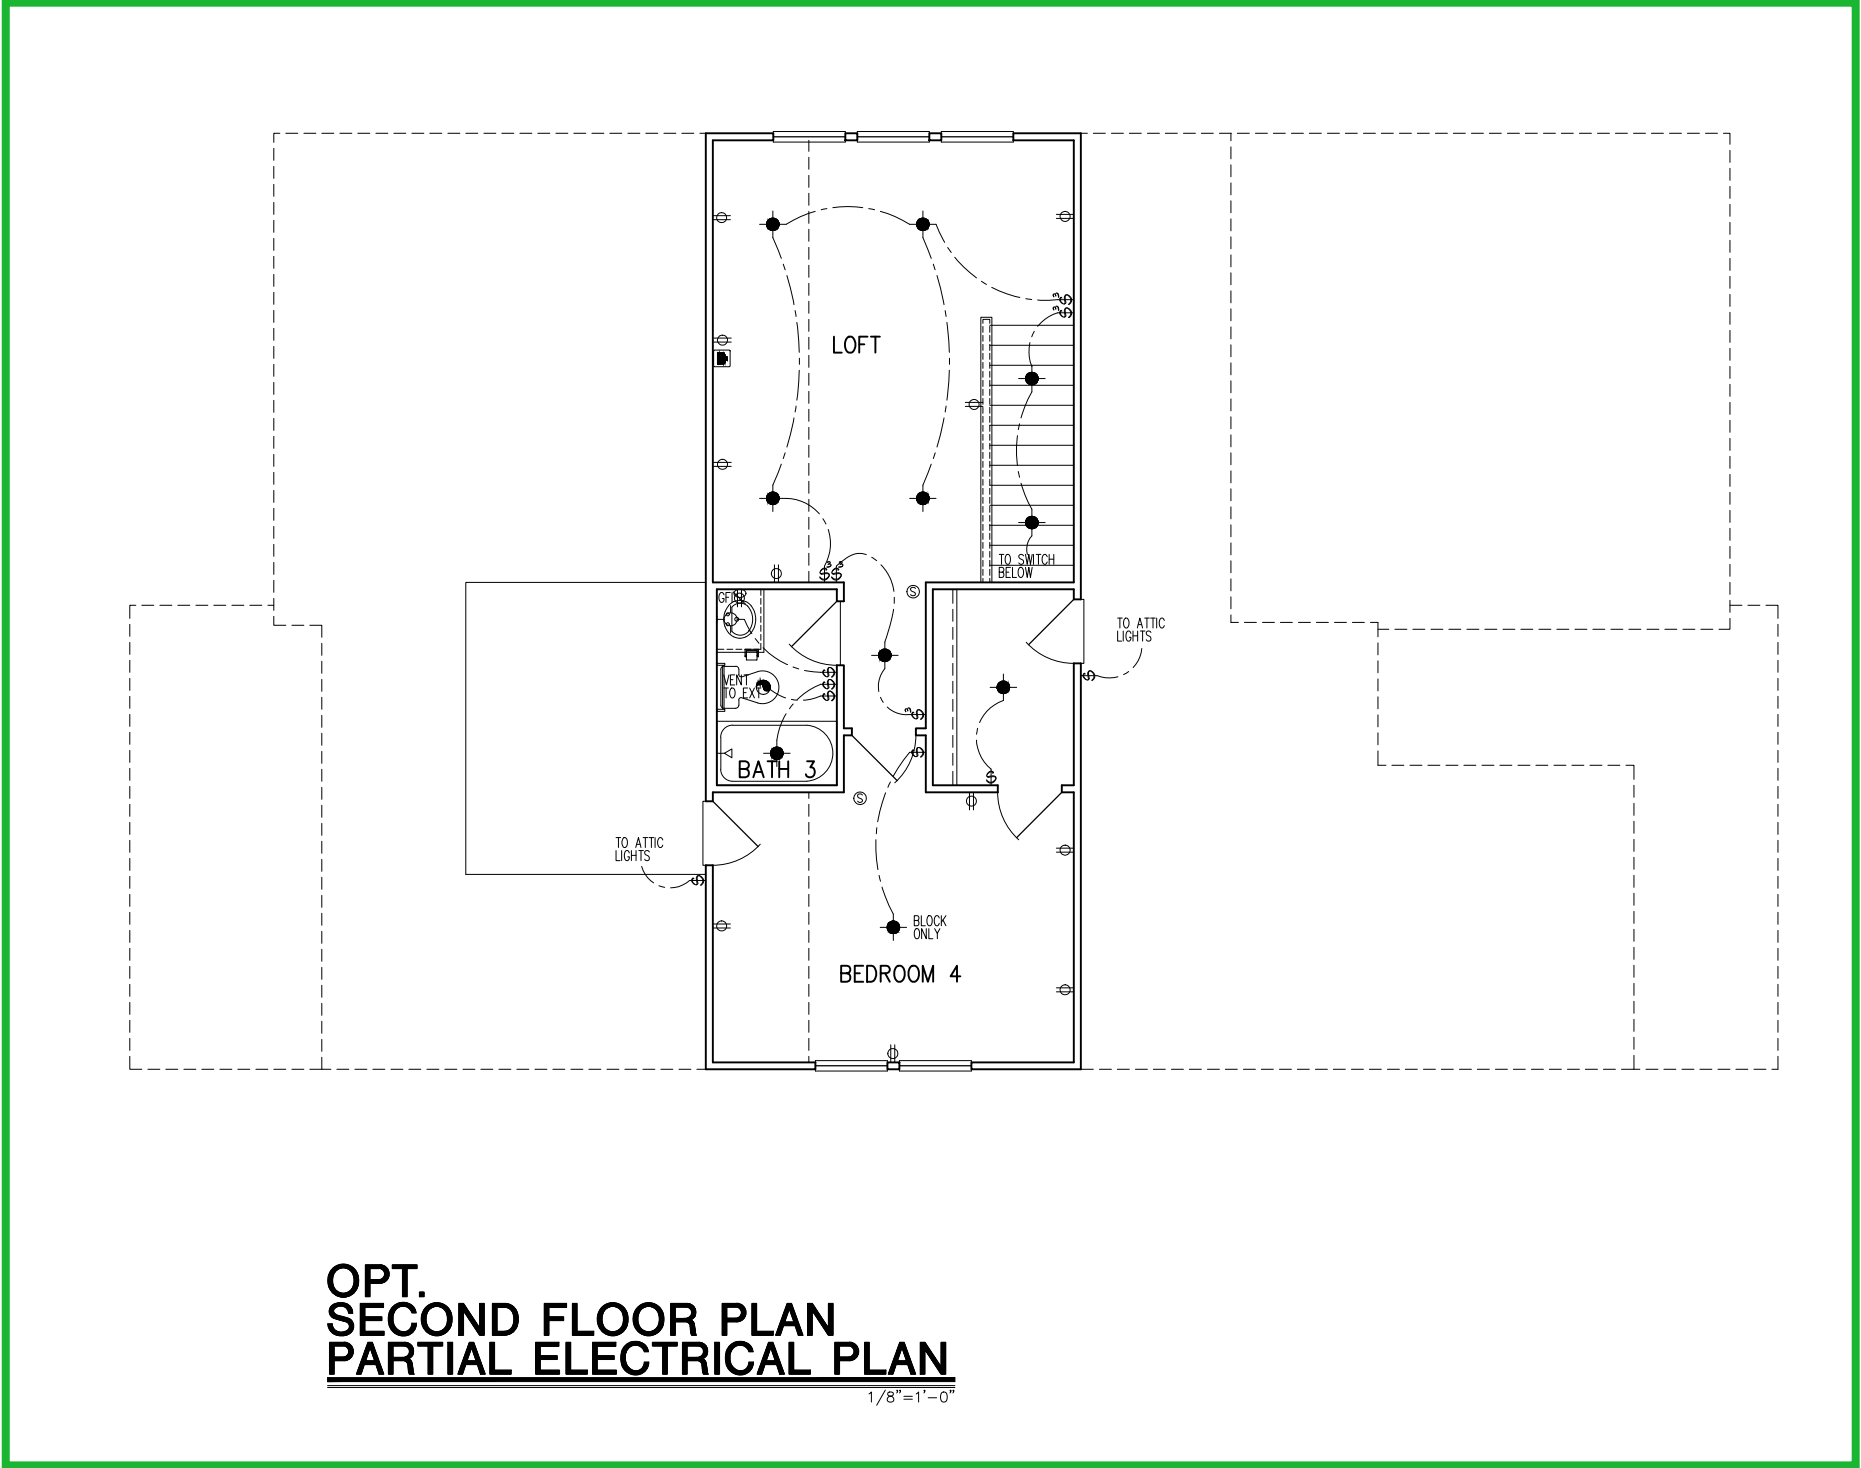 LOFT
TO SWITCH
BELOW
GFI
TO ATTIC
LIGHTS
VENT
TO EXT
BATH 3
TO ATTIC
LIGHTS
BLOCK
ONLY
BEDROOM 4
OPT.
SECOND FLOOR PLAN
PARTIAL ELECTRICAL PLAN
1/8"=1'-0"